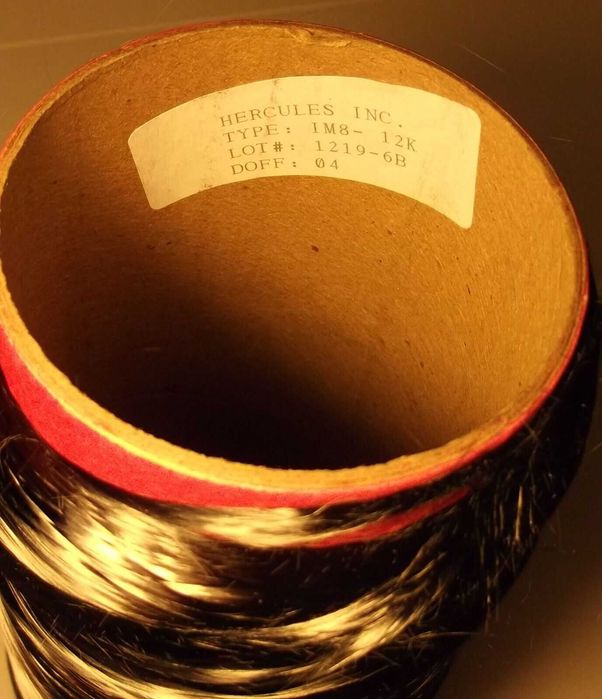 HERCULES INC.
TYPE: IM8- 12K
LOT#: 1219-6B
DOFF: 04